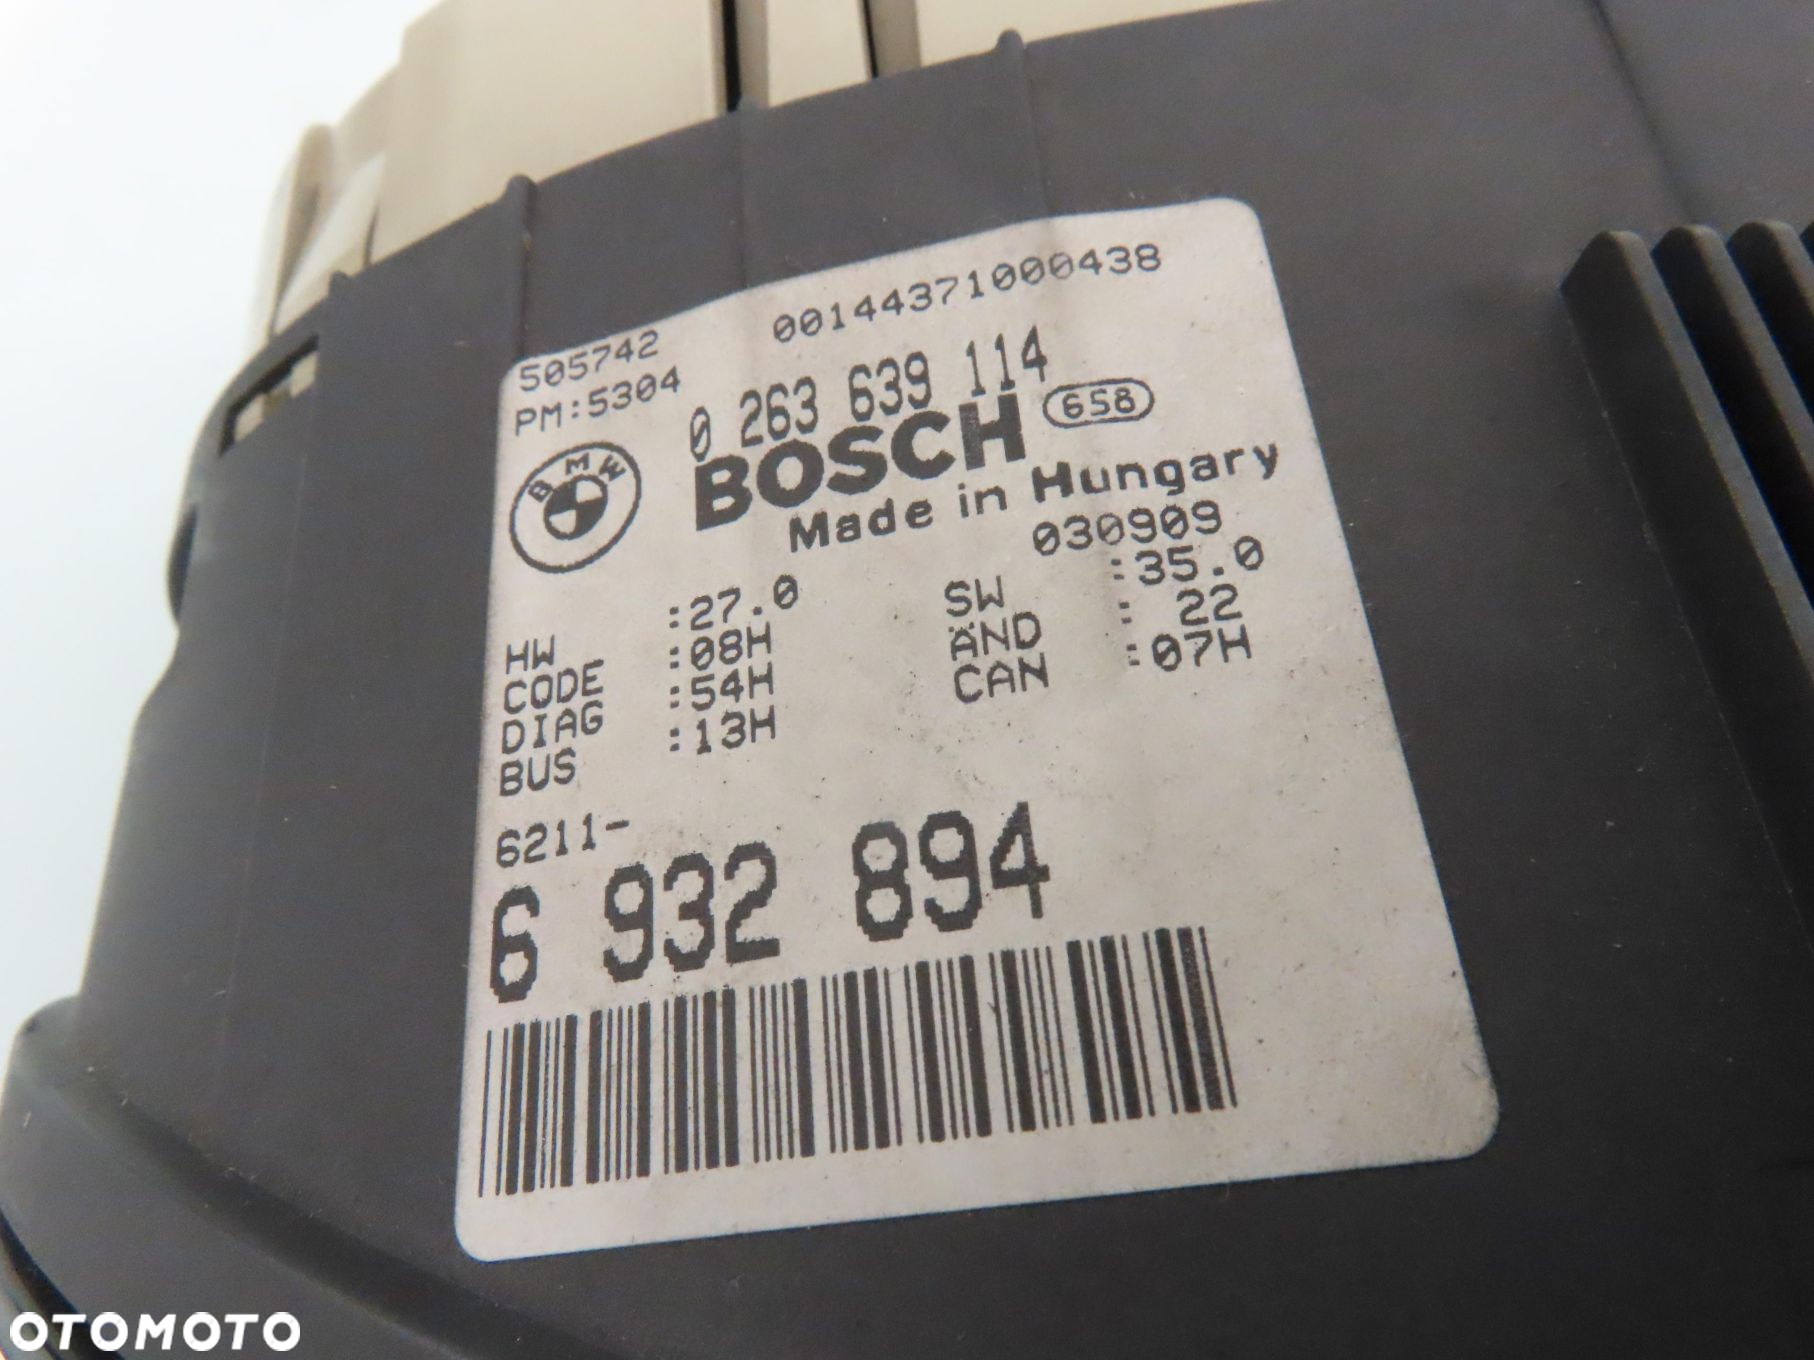 505742 00144371000438
PM:5304 0 263 639 114
BMW BOSCH 658
Made in Hungary
030909
HW :27.0 SW :35.0
CODE :08H ÄND : 22
DIAG :54H CAN :07H
BUS :13H
6211-
6 932 894
OTOMOTO